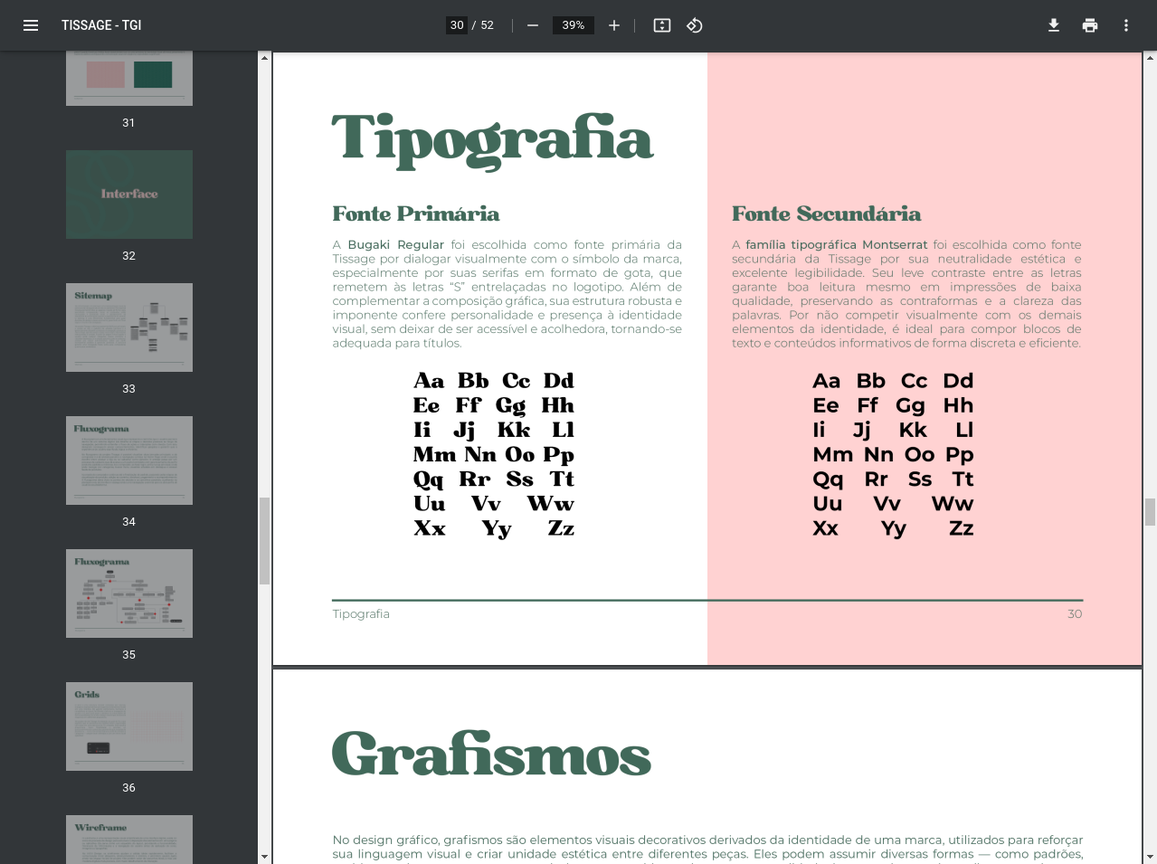 TISSAGE - TGI
30 / 52
39%
31
Interface
32
Sitemap
33
Fluxograma
34
Fluxograma
35
Grids
36
Wireframe
Tipografia
Fonte Primária
A Bugaki Regular foi escolhida como fonte primária da
Tissage por dialogar visualmente com o símbolo da marca,
especialmente por suas serifas em formato de gota, que
remetem às letras “S” entrelaçadas no logotipo. Além de
complementar a composição gráfica, sua estrutura robusta e
imponente confere personalidade e presença à identidade
visual, sem deixar de ser acessível e acolhedora, tornando-se
adequada para títulos.
Aa Bb Cc Dd
Ee Ff Gg Hh
Ii Jj Kk Ll
Mm Nn Oo Pp
Qq Rr Ss Tt
Uu Vv Ww
Xx Yy Zz
Fonte Secundária
A família tipográfica Montserrat foi escolhida como fonte
secundária da Tissage por sua neutralidade estética e
excelente legibilidade. Seu leve contraste entre as letras
garante boa leitura mesmo em impressões de baixa
qualidade, preservando as contraformas e a clareza das
palavras. Por não competir visualmente com os demais
elementos da identidade, é ideal para compor blocos de
texto e conteúdos informativos de forma discreta e eficiente.
Aa Bb Cc Dd
Ee Ff Gg Hh
Ii Jj Kk Ll
Mm Nn Oo Pp
Qq Rr Ss Tt
Uu Vv Ww
Xx Yy Zz
Tipografia
30
Grafismos
No design gráfico, grafismos são elementos visuais decorativos derivados da identidade de uma marca, utilizados para reforçar
sua linguagem visual e criar unidade estética entre diferentes peças. Eles podem assumir diversas formas — como padrões,